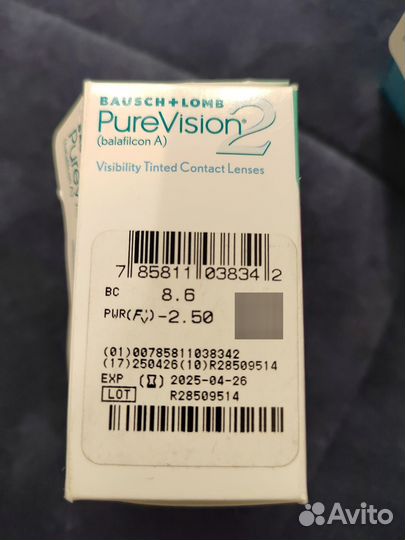 BAUSCH + LOMB
PureVision® 2
(balafilcon A)
Visibility Tinted Contact Lenses
7 85811 03834 2
BC 8.6
PWR(Fv) -2.50
(01)00785811038342
(17)250426(10)R28509514
EXP 2025-04-26
LOT R28509514
Avito